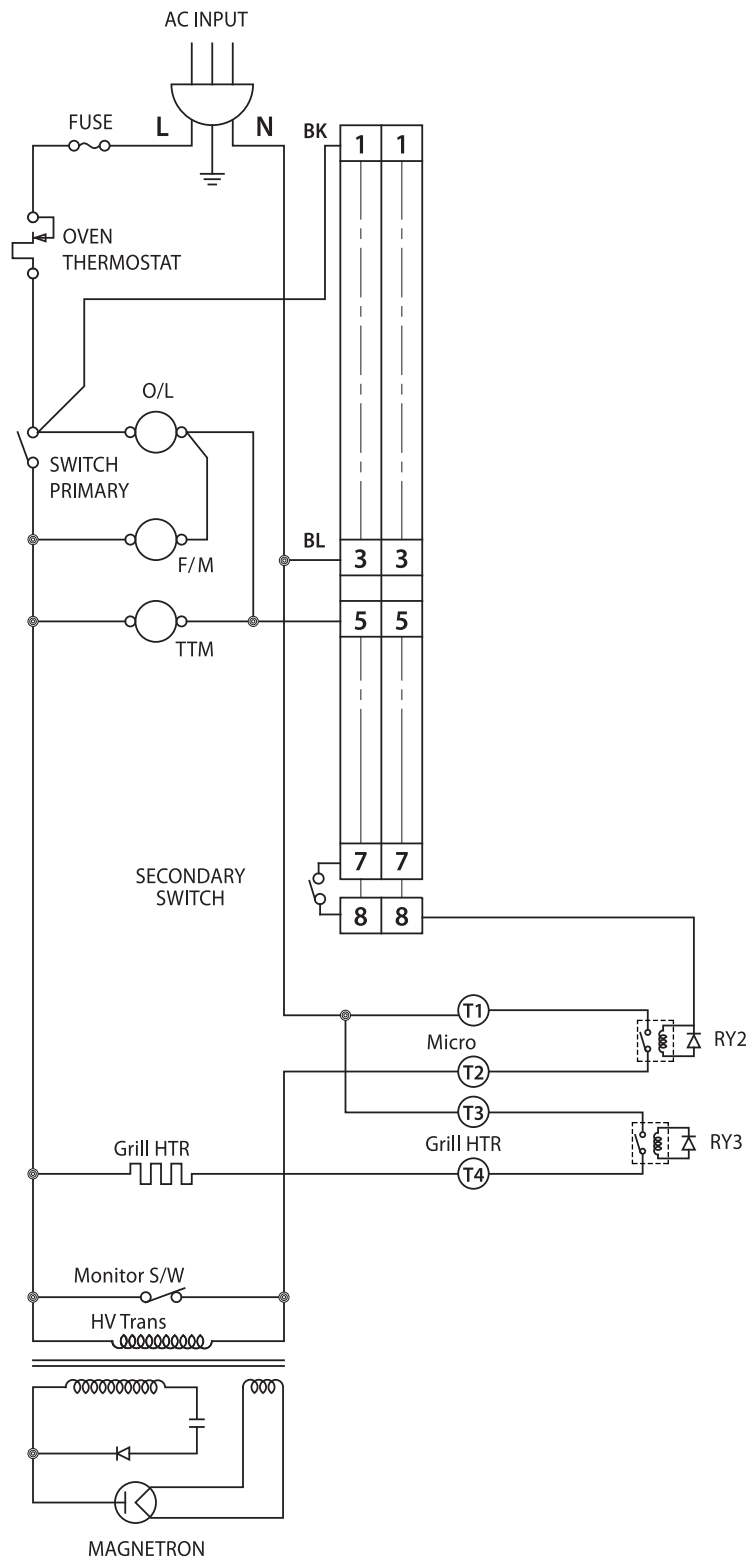 AC INPUT
FUSE
L
N
BK
1
1
OVEN
THERMOSTAT
O/L
SWITCH
PRIMARY
F/M
BL
3
3
5
5
TTM
7
7
SECONDARY
SWITCH
8
8
T1
Micro
RY2
T2
T3
Grill HTR
Grill HTR
RY3
T4
Monitor S/W
HV Trans
MAGNETRON